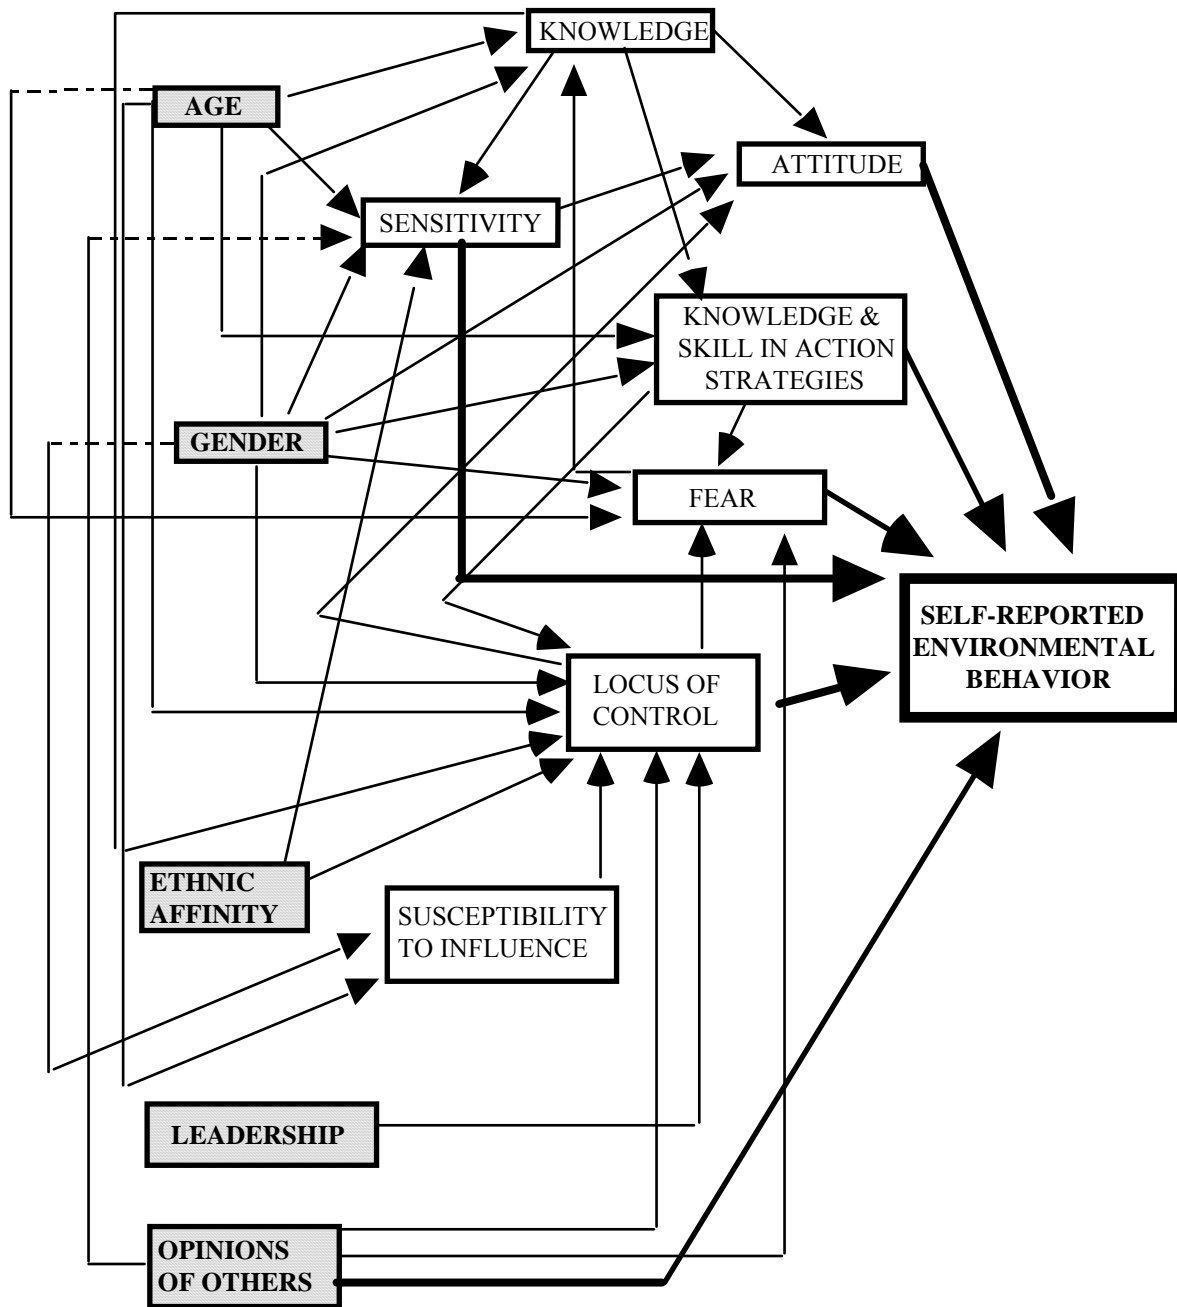 KNOWLEDGE
AGE
ATTITUDE
SENSITIVITY
KNOWLEDGE &
SKILL IN ACTION
STRATEGIES
GENDER
FEAR
SELF-REPORTED
ENVIRONMENTAL
BEHAVIOR
LOCUS OF
CONTROL
ETHNIC
AFFINITY
SUSCEPTIBILITY
TO INFLUENCE
LEADERSHIP
OPINIONS
OF OTHERS